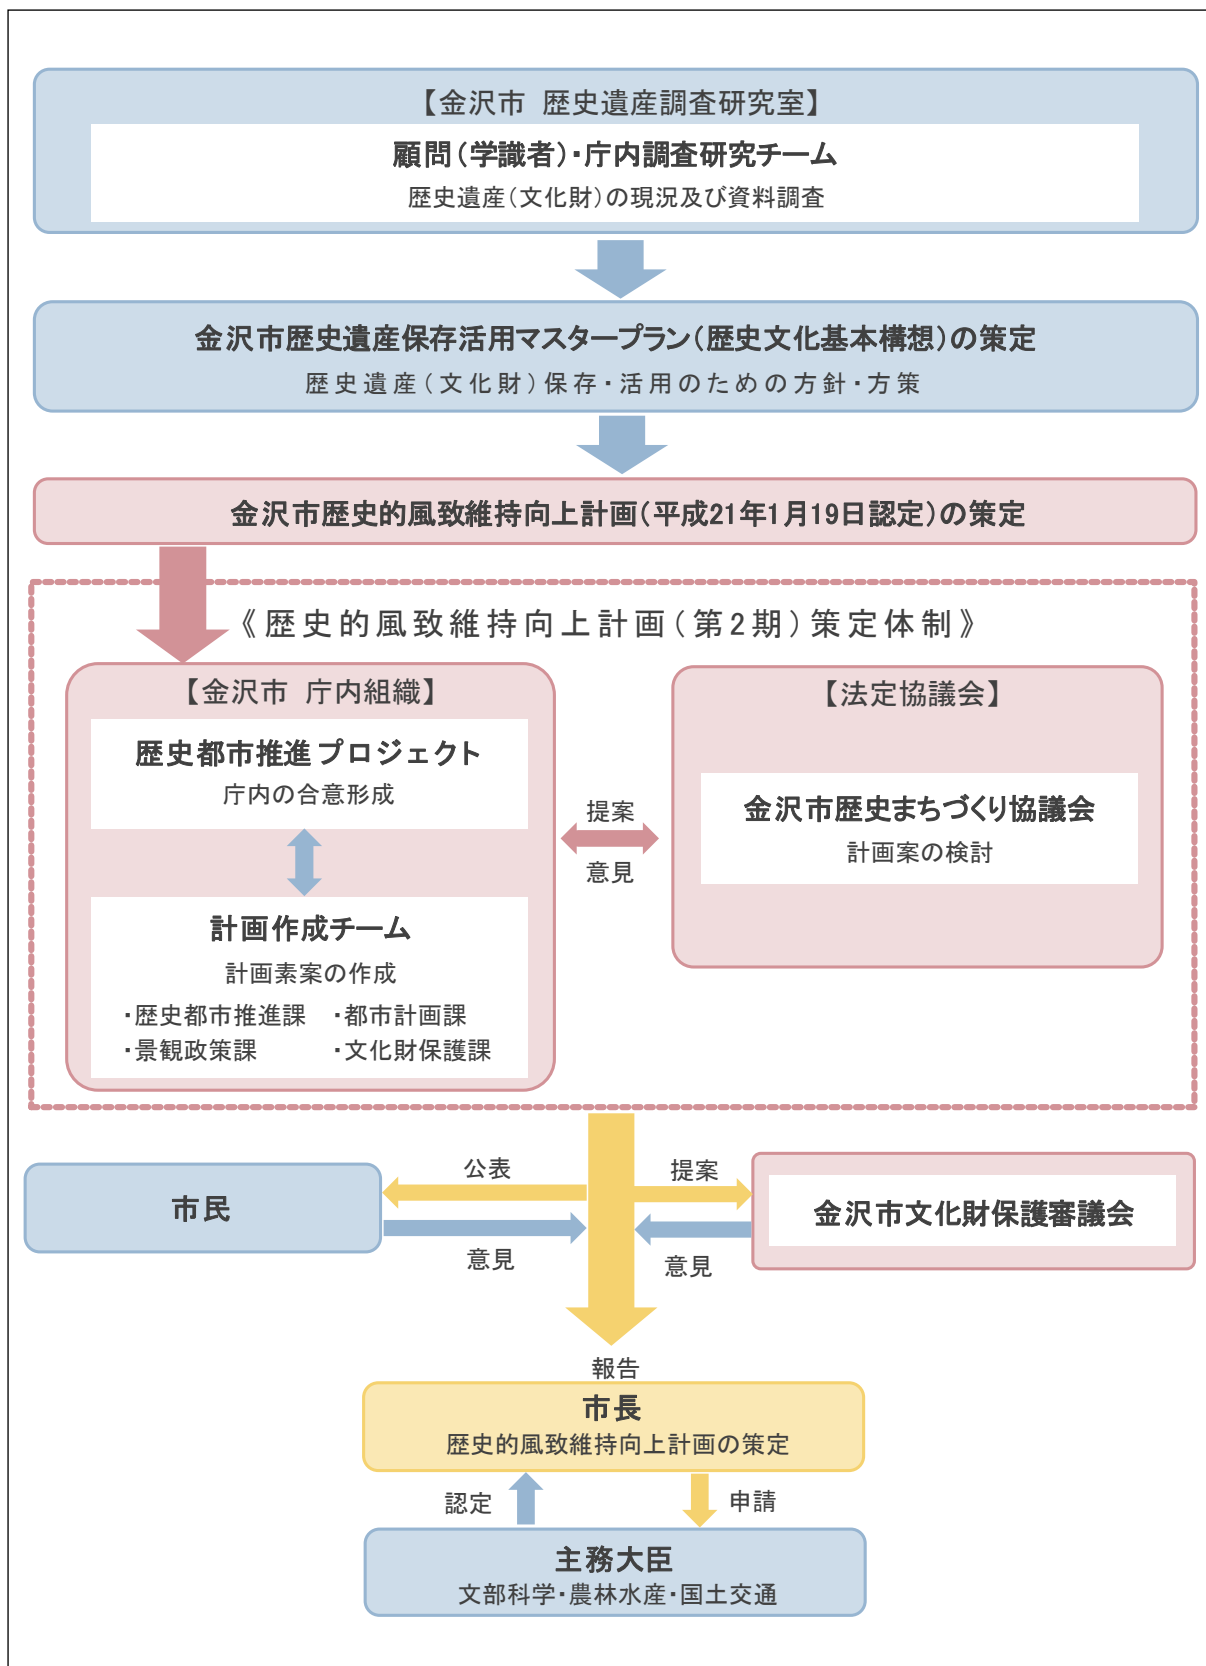 【金沢市 歴史遺産調査研究室】
顧問(学識者)・庁内調査研究チーム
歴史遺産(文化財)の現況及び資料調査
金沢市歴史遺産保存活用マスタープラン(歴史文化基本構想)の策定
歴史遺産(文化財)保存・活用のための方針・方策
金沢市歴史的風致維持向上計画(平成21年1月19日認定)の策定
《歴史的風致維持向上計画(第2期)策定体制》
【金沢市 庁内組織】
歴史都市推進プロジェクト
庁内の合意形成
計画作成チーム
計画素案の作成
・歴史都市推進課 ・都市計画課
・景観政策課 ・文化財保護課
提案
意見
【法定協議会】
金沢市歴史まちづくり協議会
計画案の検討
市民
公表
意見
提案
意見
金沢市文化財保護審議会
報告
市長
歴史的風致維持向上計画の策定
認定
申請
主務大臣
文部科学・農林水産・国土交通